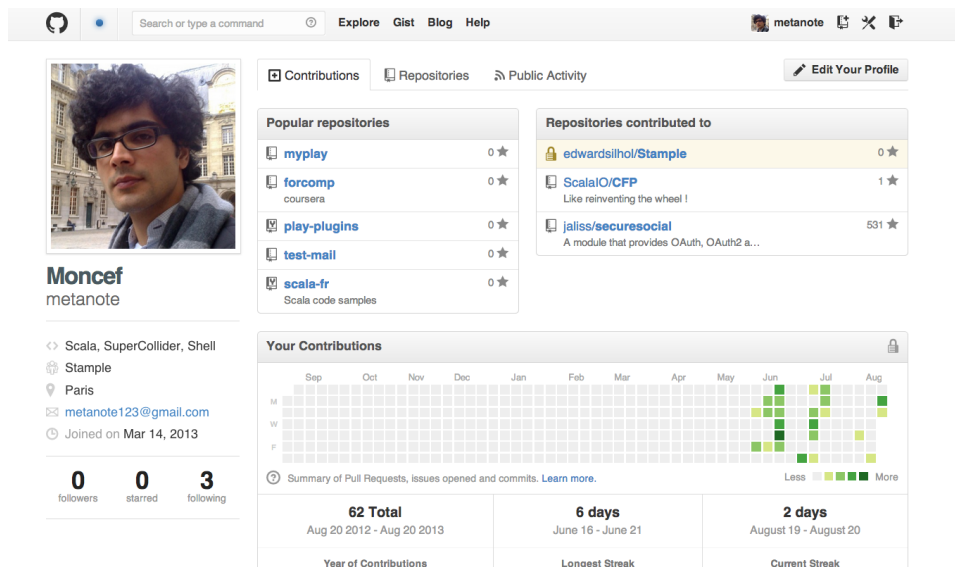 Search or type a command
Explore Gist Blog Help
metanote
Contributions
Repositories
Public Activity
Edit Your Profile
Popular repositories
myplay 0
forcomp 0
coursera
play-plugins 0
test-mail 0
scala-fr 0
Scala code samples
Repositories contributed to
edwardsilhol/Stample 0
ScalaIO/CFP 1
Like reinventing the wheel !
jaliss/securesocial 531
A module that provides OAuth, OAuth2 a...
Moncef
metanote
Scala, SuperCollider, Shell
Stample
Paris
metanote123@gmail.com
Joined on Mar 14, 2013
0 0 3
followers starred following
Your Contributions
Sep Oct Nov Dec Jan Feb Mar Apr May Jun Jul Aug
M
W
F
Summary of Pull Requests, issues opened and commits. Learn more.
Less More
62 Total
Aug 20 2012 - Aug 20 2013
Year of Contributions
6 days
June 16 - June 21
Longest Streak
2 days
August 19 - August 20
Current Streak